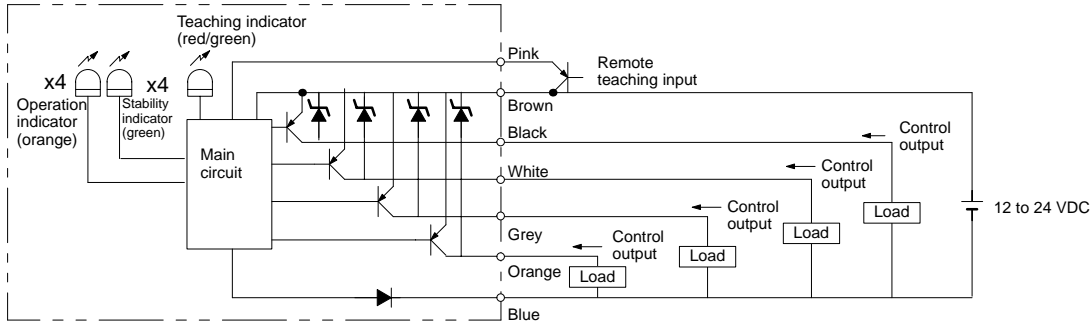 Teaching indicator
(red/green)
x4
x4
Operation
indicator
(orange)
Stability
indicator
(green)
Main
circuit
Pink
Remote
teaching input
Brown
Black
Control
output
White
Control
output
Load
12 to 24 VDC
Control
output
Load
Grey
Control
output
Load
Orange
Load
Blue